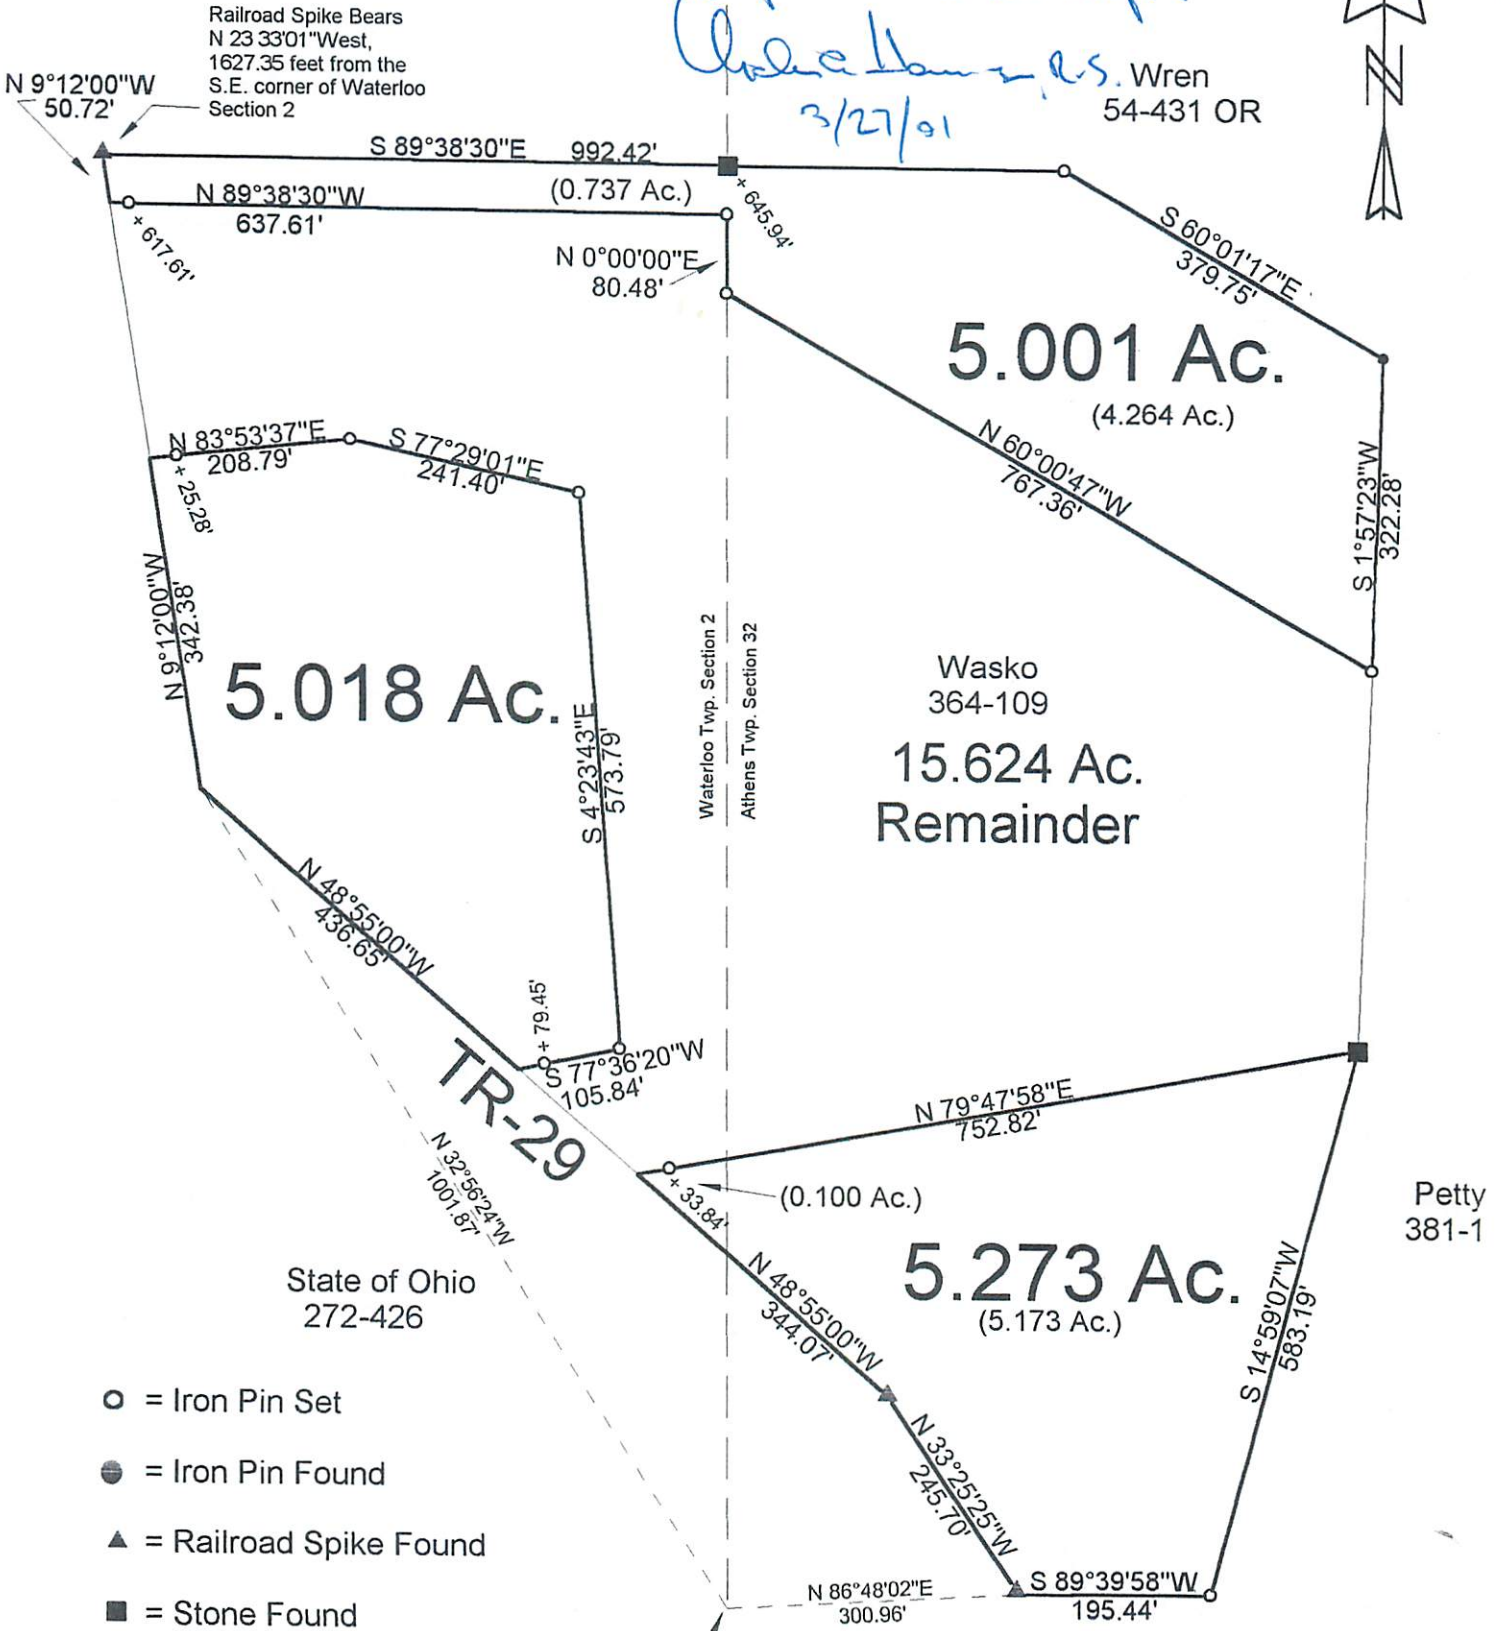 Railroad Spike Bears
N 23 33'01"West,
1627.35 feet from the
S.E. corner of Waterloo
Section 2
N 9°12'00"W
50.72'
R.S.
3/27/01
Wren
54-431 OR
N
S 89°38'30"E 992.42'
N 89°38'30"W
637.61'
(0.737 Ac.)
+ 617.61'
+ 645.94'
N 0°00'00"E
80.48'
S 60°01'17"E
379.75'
5.001 Ac.
(4.264 Ac.)
N 60°00'47"W
767.36'
S 1°57'23"W
322.28'
N 83°53'37"E
208.79'
+ 25.28'
S 77°29'01"E
241.40'
N 9°12'00"W
342.38'
5.018 Ac.
S 4°23'43"E
573.79'
Waterloo Twp. Section 2
Athens Twp. Section 32
Wasko
364-109
15.624 Ac.
Remainder
N 48°55'00"W
436.65'
+ 79.45'
S 77°36'20"W
105.84'
TR-29
N 32°56'24"W
1001.87'
N 79°47'58"E
752.82'
+ 33.84'
(0.100 Ac.)
Petty
381-1
5.273 Ac.
(5.173 Ac.)
N 48°55'00"W
344.07'
S 14°59'07"W
583.19'
State of Ohio
272-426
N 33°25'25"W
245.70'
S 89°39'58"W
195.44'
N 86°48'02"E
300.96'
= Iron Pin Set
= Iron Pin Found
= Railroad Spike Found
= Stone Found